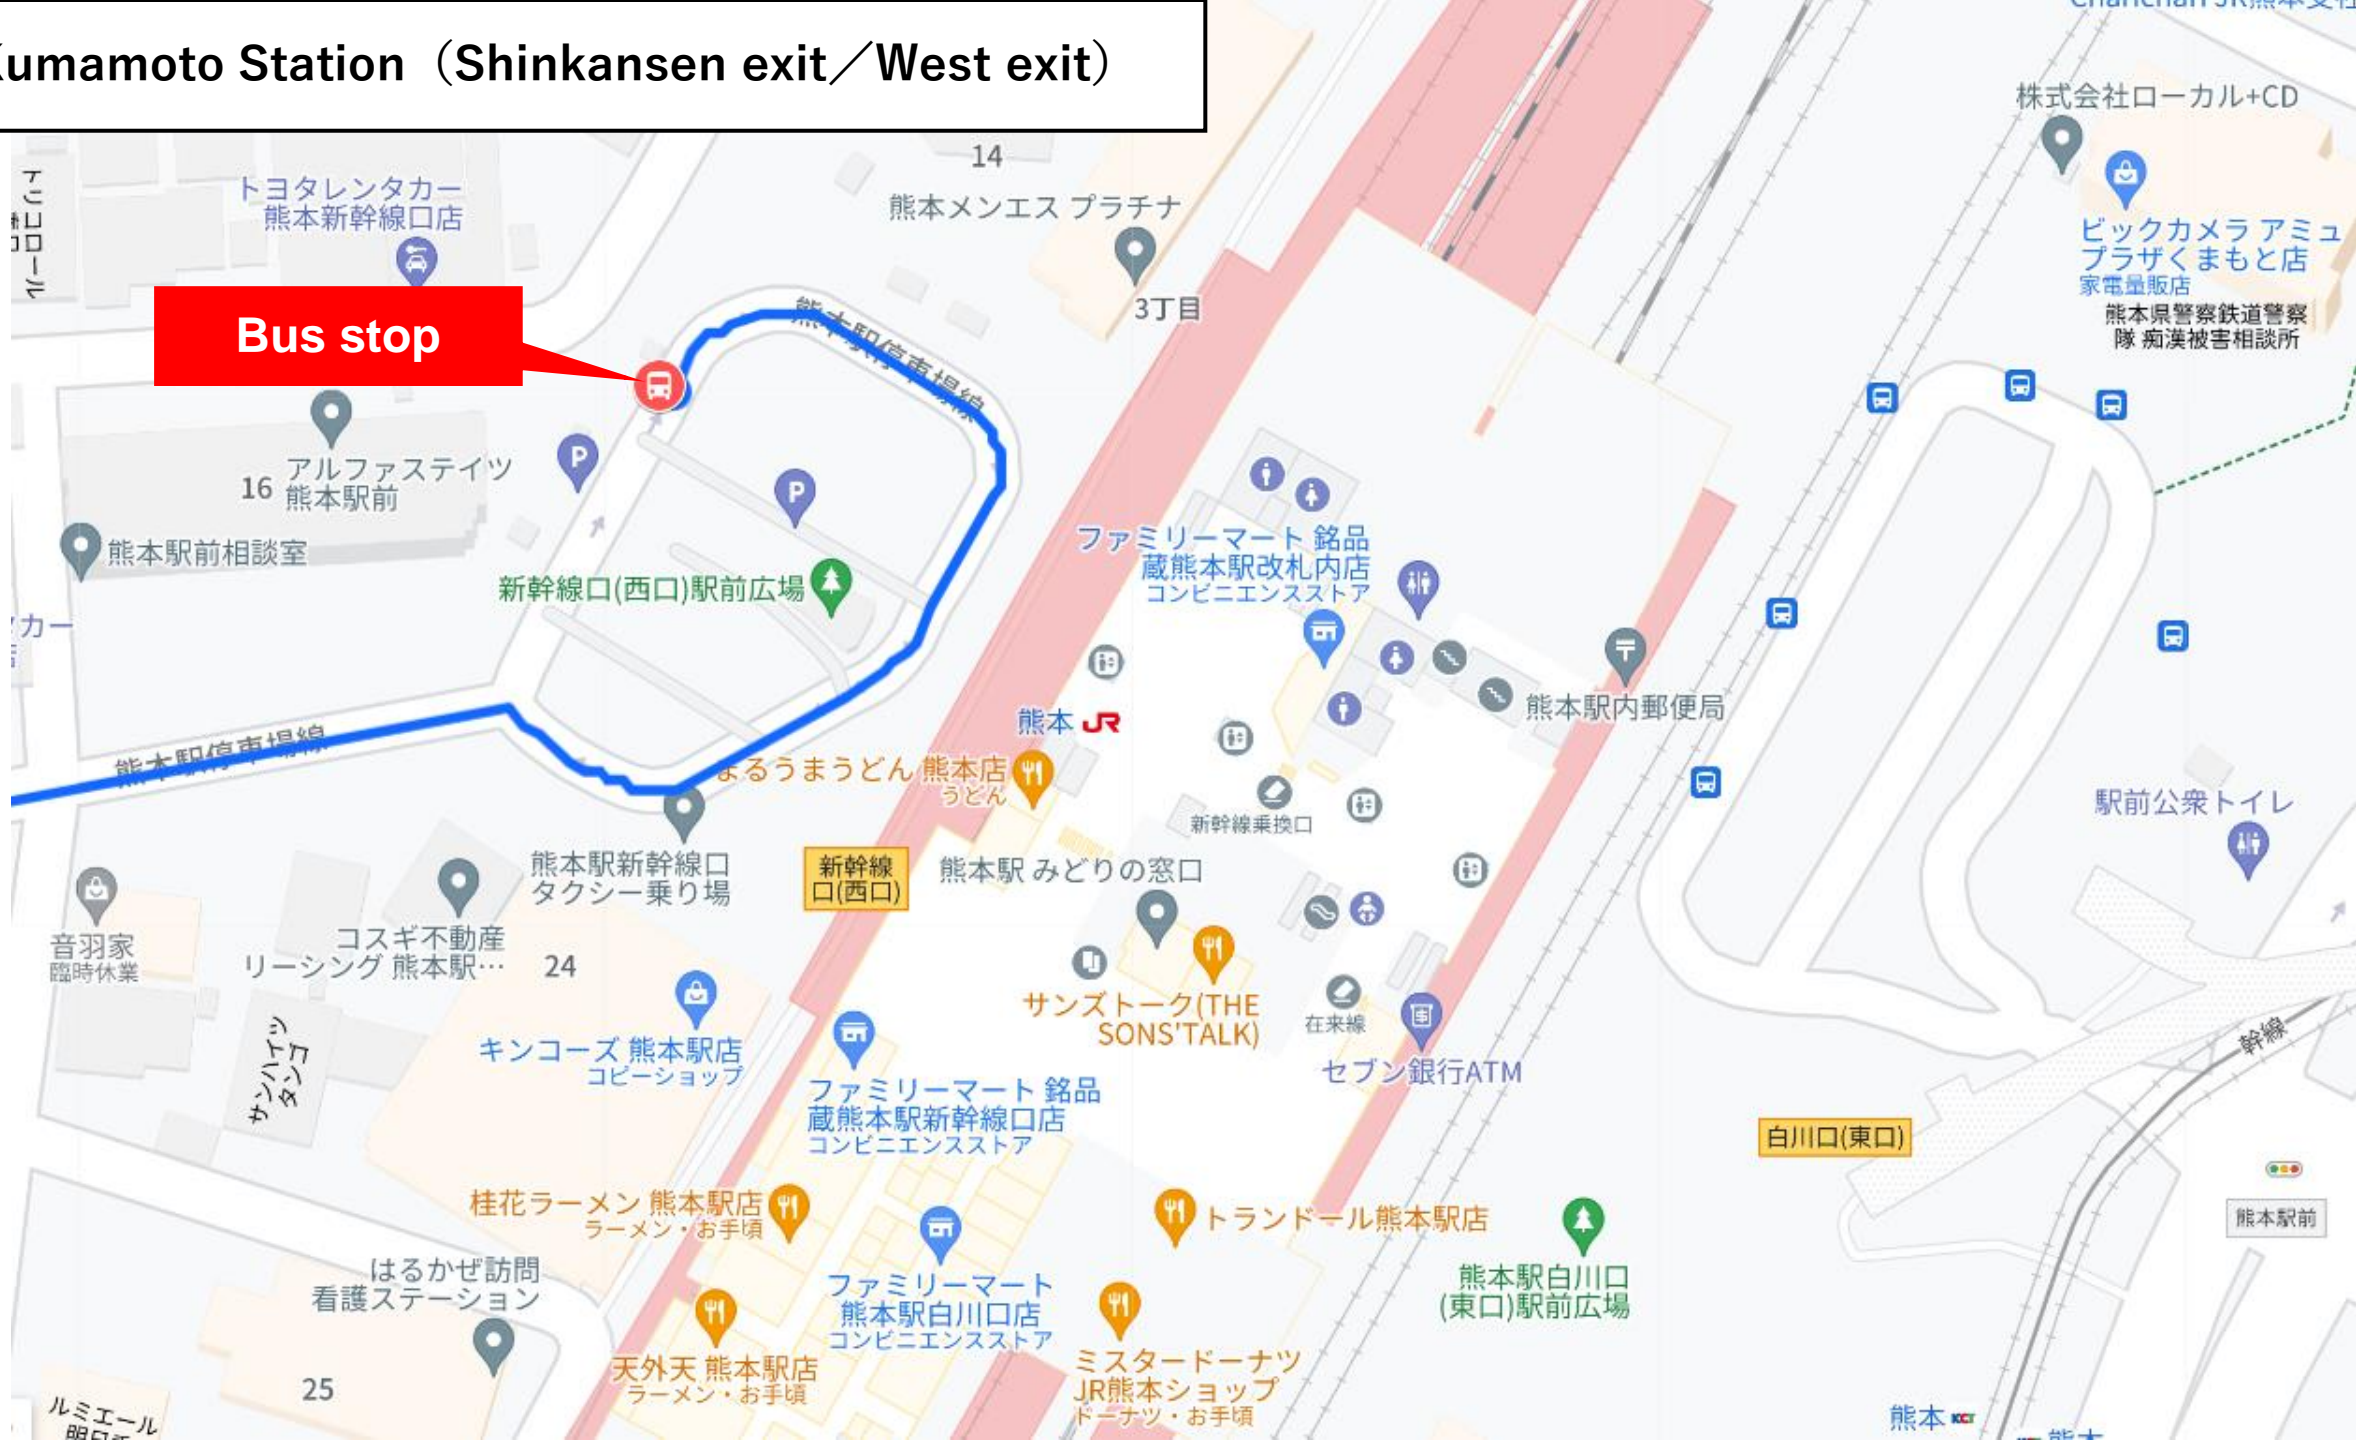 Kumamoto Station（Shinkansen exit／West exit）
株式会社ローカル+CD
14
熊本メンエス プラチナ
3丁目
トヨタレンタカー
熊本新幹線口店
ビックカメラ アミュ
プラザくまもと店
家電量販店
熊本県警察鉄道警察
隊 痴漢被害相談所
Bus stop
熊本駅停車場線
16
アルファステイツ
熊本駅前
P
P
熊本駅前相談室
新幹線口(西口)駅前広場
ファミリーマート 銘品
蔵熊本駅改札内店
コンビニエンスストア
カー
店
熊本駅内郵便局
熊本 JR
熊本駅停車場線
まるうまうどん 熊本店
うどん
新幹線乗換口
駅前公衆トイレ
熊本駅新幹線口
タクシー乗り場
新幹線
口(西口)
熊本駅 みどりの窓口
音羽家
臨時休業
コスギ不動産
リーシング 熊本駅…
24
サンズトーク(THE
SONS'TALK)
在来線
幹線
キンコーズ 熊本駅店
コピーショップ
セブン銀行ATM
サンハイツ
タンゴ
ファミリーマート 銘品
蔵熊本駅新幹線口店
コンビニエンスストア
白川口(東口)
桂花ラーメン 熊本駅店
ラーメン・お手頃
トランドール熊本駅店
熊本駅前
はるかぜ訪問
看護ステーション
ファミリーマート
熊本駅白川口店
コンビニエンスストア
熊本駅白川口
(東口)駅前広場
天外天 熊本駅店
ラーメン・お手頃
ミスタードーナツ
JR熊本ショップ
ドーナツ・お手頃
25
ルミエール
熊本
熊本